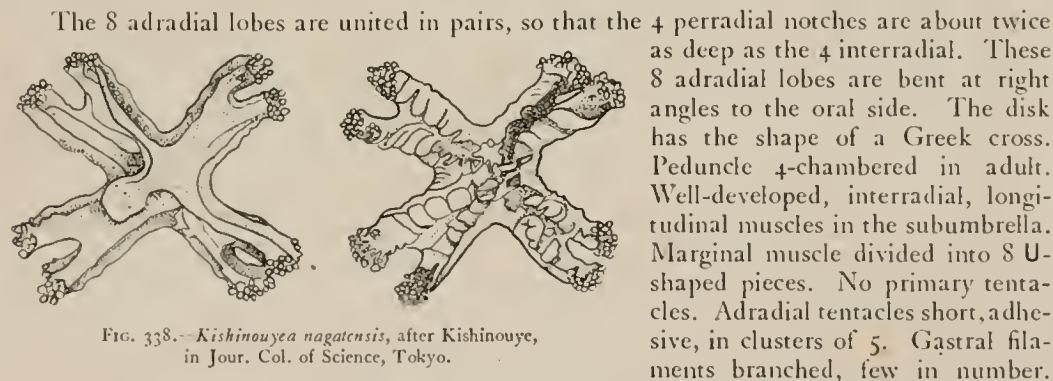 The 8 adradial lobes are united in pairs, so that the 4 perradial notches are about twice
as deep as the 4 interradial. These
8 adradial lobes are bent at right
angles to the oral side. The disk
has the shape of a Greek cross.
Peduncle 4-chambered in adult.
Well-developed, interradial, longi-
tudinal muscles in the subumbrella.
Marginal muscle divided into 8 U-
shaped pieces. No primary tenta-
cles. Adradial tentacles short, adhe-
sive, in clusters of 5. Gastral fila-
ments branched, few in number.
FIG. 338.—Kishinouyea nagatensis, after Kishinouye,
in Jour. Col. of Science, Tokyo.